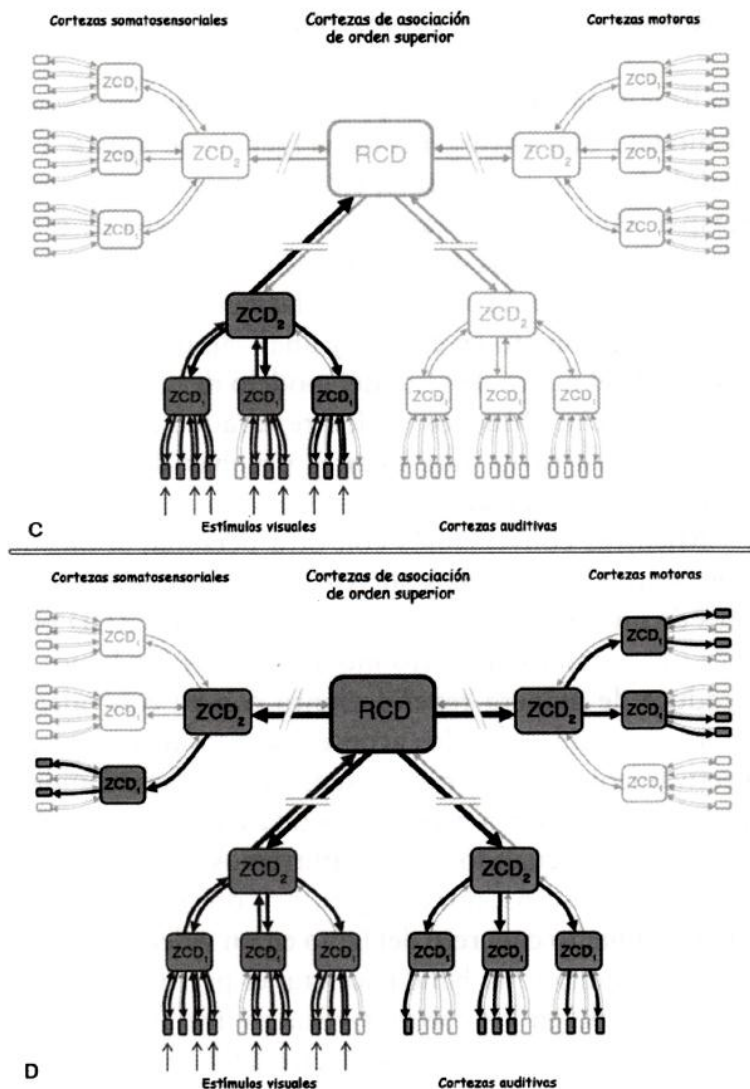 Cortezas somatosensoriales
Cortezas de asociación
de orden superior
Cortezas motoras
ZCD₁
ZCD₁
ZCD₁
ZCD₁
ZCD₂
RCD
ZCD₂
ZCD₁
ZCD₁
ZCD₁
ZCD₂
ZCD₂
ZCD₁
ZCD₁
ZCD₁
ZCD₁
ZCD₁
ZCD₁
C
Estímulos visuales
Cortezas auditivas
Cortezas somatosensoriales
Cortezas de asociación
de orden superior
Cortezas motoras
ZCD₁
ZCD₁
ZCD₁
ZCD₁
ZCD₂
RCD
ZCD₂
ZCD₁
ZCD₁
ZCD₂
ZCD₂
ZCD₁
ZCD₁
ZCD₁
ZCD₁
ZCD₁
ZCD₁
D
Estímulos visuales
Cortezas auditivas